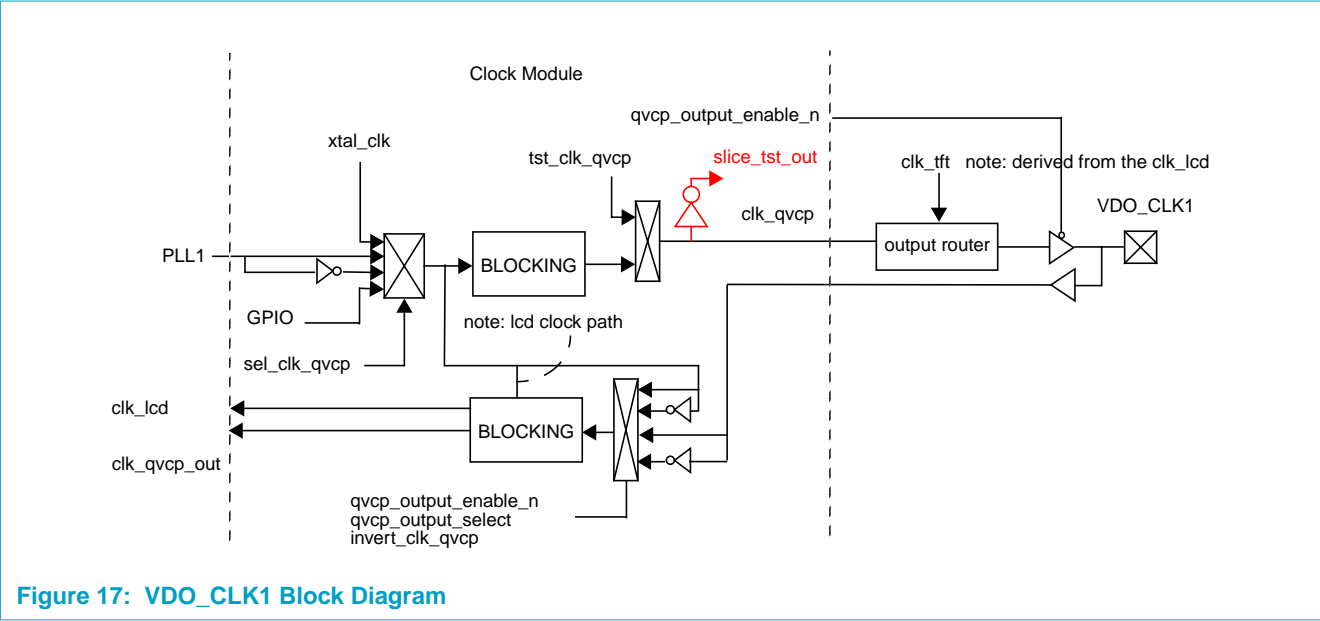 Clock Module
qvcp_output_enable_n
xtal_clk
tst_clk_qvcp
slice_tst_out
clk_tft note: derived from the clk_lcd
VDO_CLK1
clk_qvcp
PLL1
BLOCKING
output router
GPIO
note: lcd clock path
sel_clk_qvcp
clk_lcd
BLOCKING
clk_qvcp_out
qvcp_output_enable_n
qvcp_output_select
invert_clk_qvcp
Figure 17: VDO_CLK1 Block Diagram